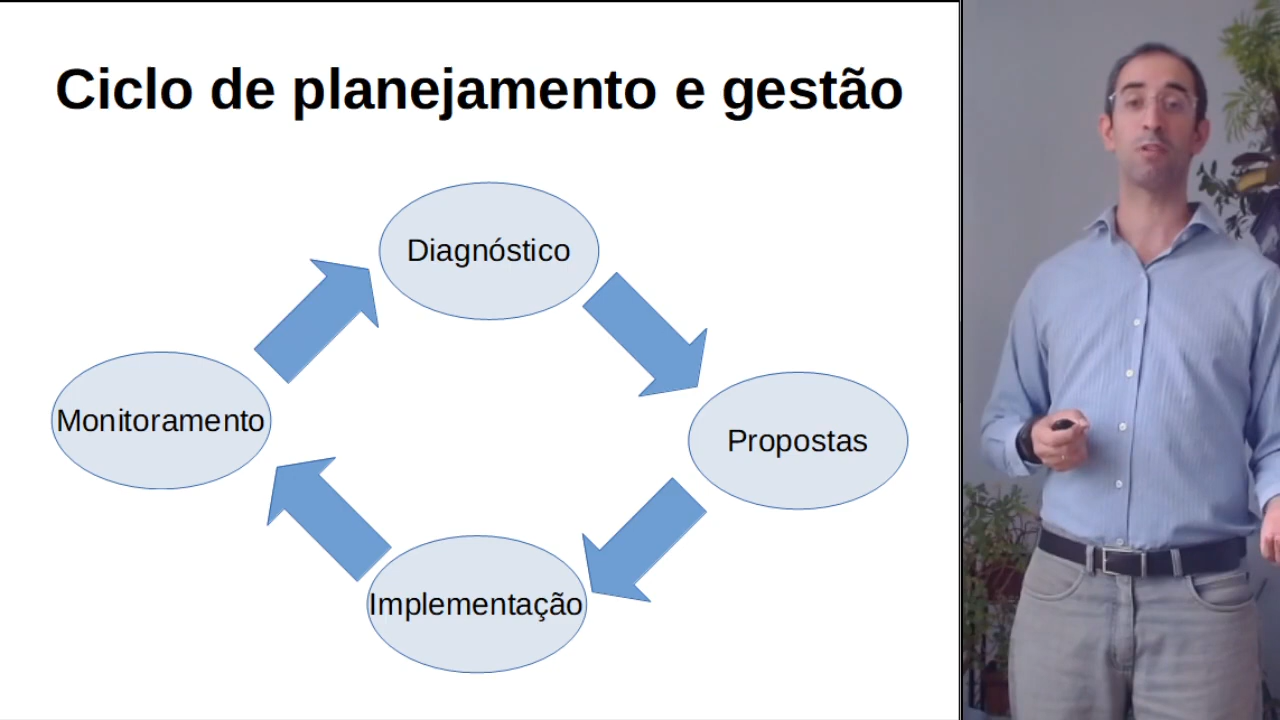 Ciclo de planejamento e gestão
Diagnóstico
Monitoramento
Propostas
Implementação